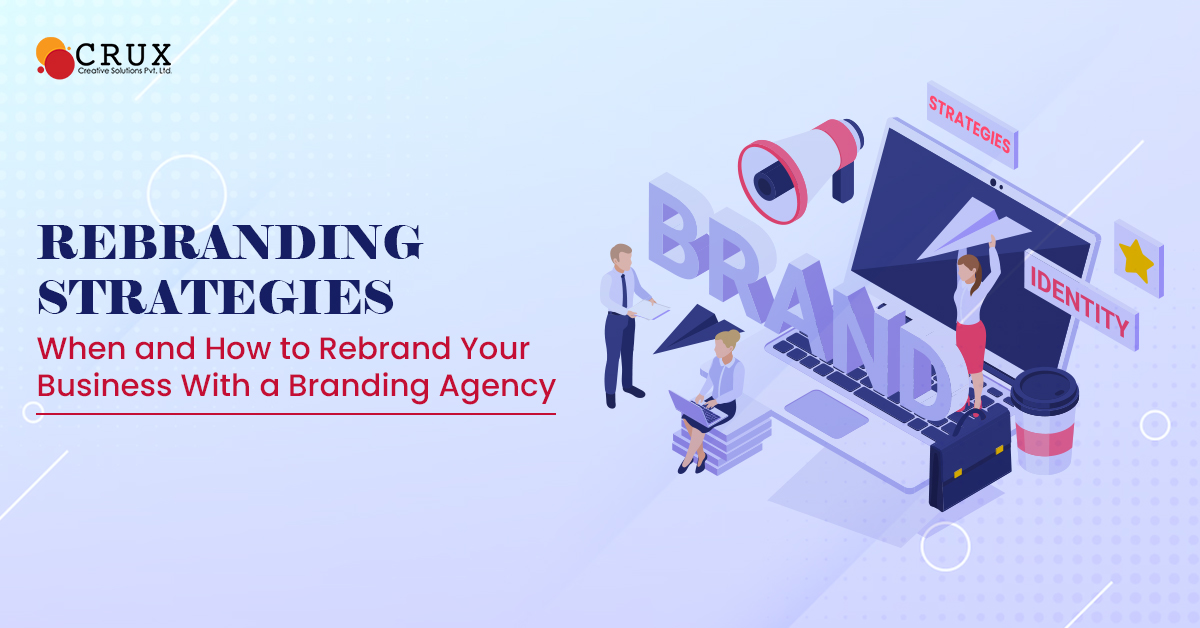 CRUX
Creative Solutions Pvt. Ltd.
REBRANDING
STRATEGIES
When and How to Rebrand Your
Business With a Branding Agency
STRATEGIES
BRAND
IDENTITY